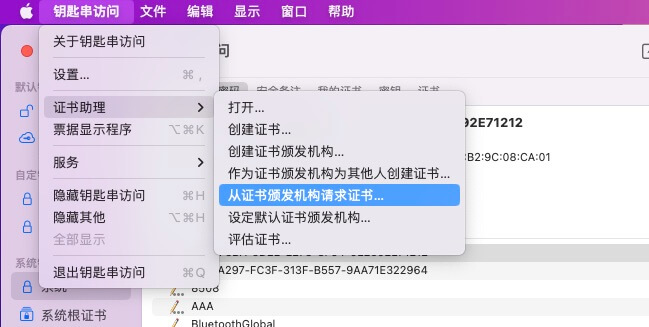 钥匙串访问 文件 编辑 显示 窗口 帮助
关于钥匙串访问
设置... ⌘ ,
证书助理
票据显示程序 ⌥⌘K
服务
隐藏钥匙串访问 ⌘H
隐藏其他 ⌥⌘H
全部显示
退出钥匙串访问 ⌘Q
打开...
创建证书...
创建证书颁发机构...
作为证书颁发机构为其他人创建证书...
从证书颁发机构请求证书...
设定默认证书颁发机构...
评估证书...
问
默认
密码 安全备注 我的证书 密钥 证书
92E71212
B2:9C:08:CA:01
自定
系统
系统
系统根证书
A297-FC3F-313F-B557-9AA71E322964
8508
AAA
BluetoothGlobal